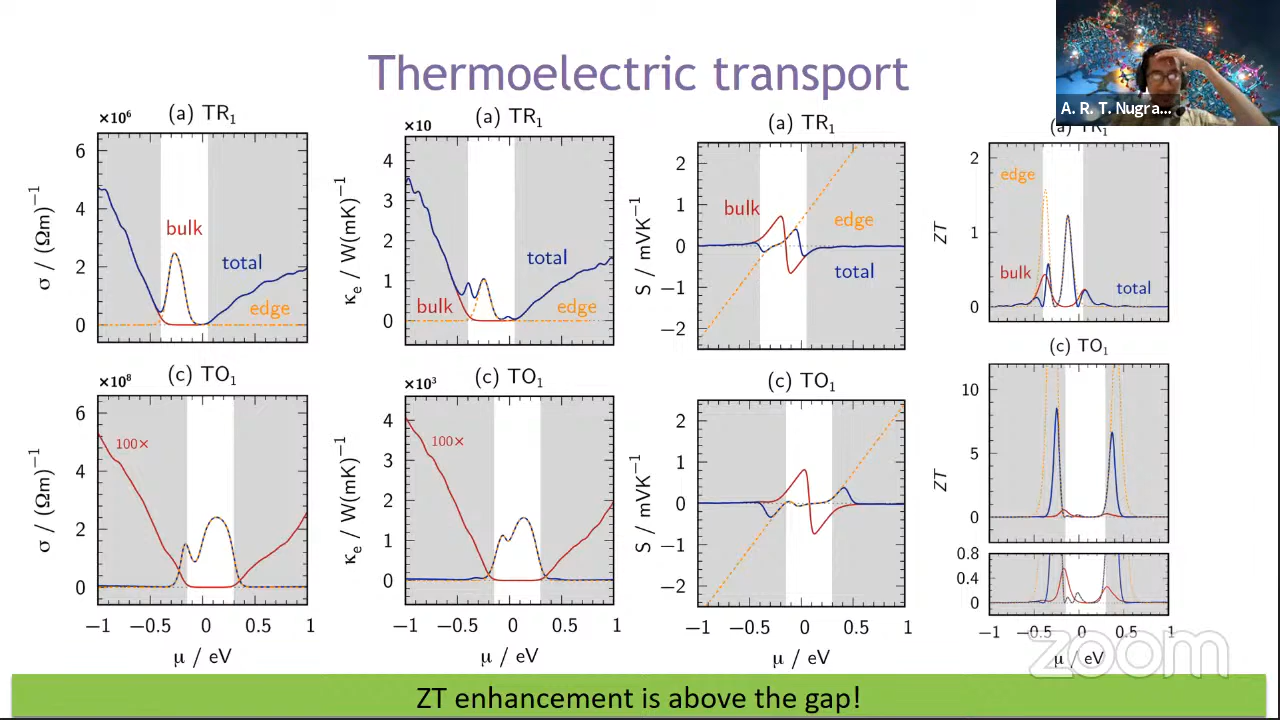 Thermoelectric transport
A. R. T. Nugra...
×10⁶
(a) TR₁
σ / (Ωm)⁻¹
6
4
2
0
bulk
total
edge
×10
(a) TR₁
κₑ / W(mK)⁻¹
4
3
2
1
0
bulk
total
edge
(a) TR₁
S / mVK⁻¹
2
1
0
−1
−2
bulk
edge
total
(a) TR₁
ZT
2
1
0
edge
bulk
total
×10⁸
(c) TO₁
σ / (Ωm)⁻¹
6
4
2
0
100×
−1 −0.5 0 0.5 1
μ / eV
×10³
(c) TO₁
κₑ / W(mK)⁻¹
4
3
2
1
0
100×
−1 −0.5 0 0.5 1
μ / eV
(c) TO₁
S / mVK⁻¹
2
1
0
−1
−2
−1 −0.5 0 0.5 1
μ / eV
(c) TO₁
ZT
10
5
0
0.8
0.4
0
−1 −0.5 0 0.5 1
μ / eV
zoom
ZT enhancement is above the gap!